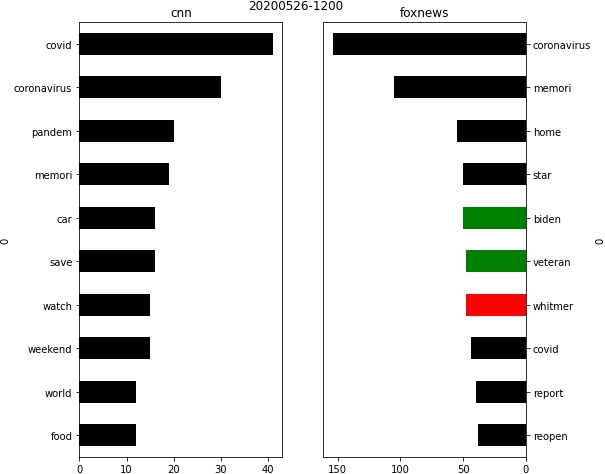 20200526-1200
cnn
covid
coronavirus
pandem
memori
car
save
watch
weekend
world
food
0
0 10 20 30 40
foxnews
coronavirus
memori
home
star
biden
veteran
whitmer
covid
report
reopen
0
150 100 50 0